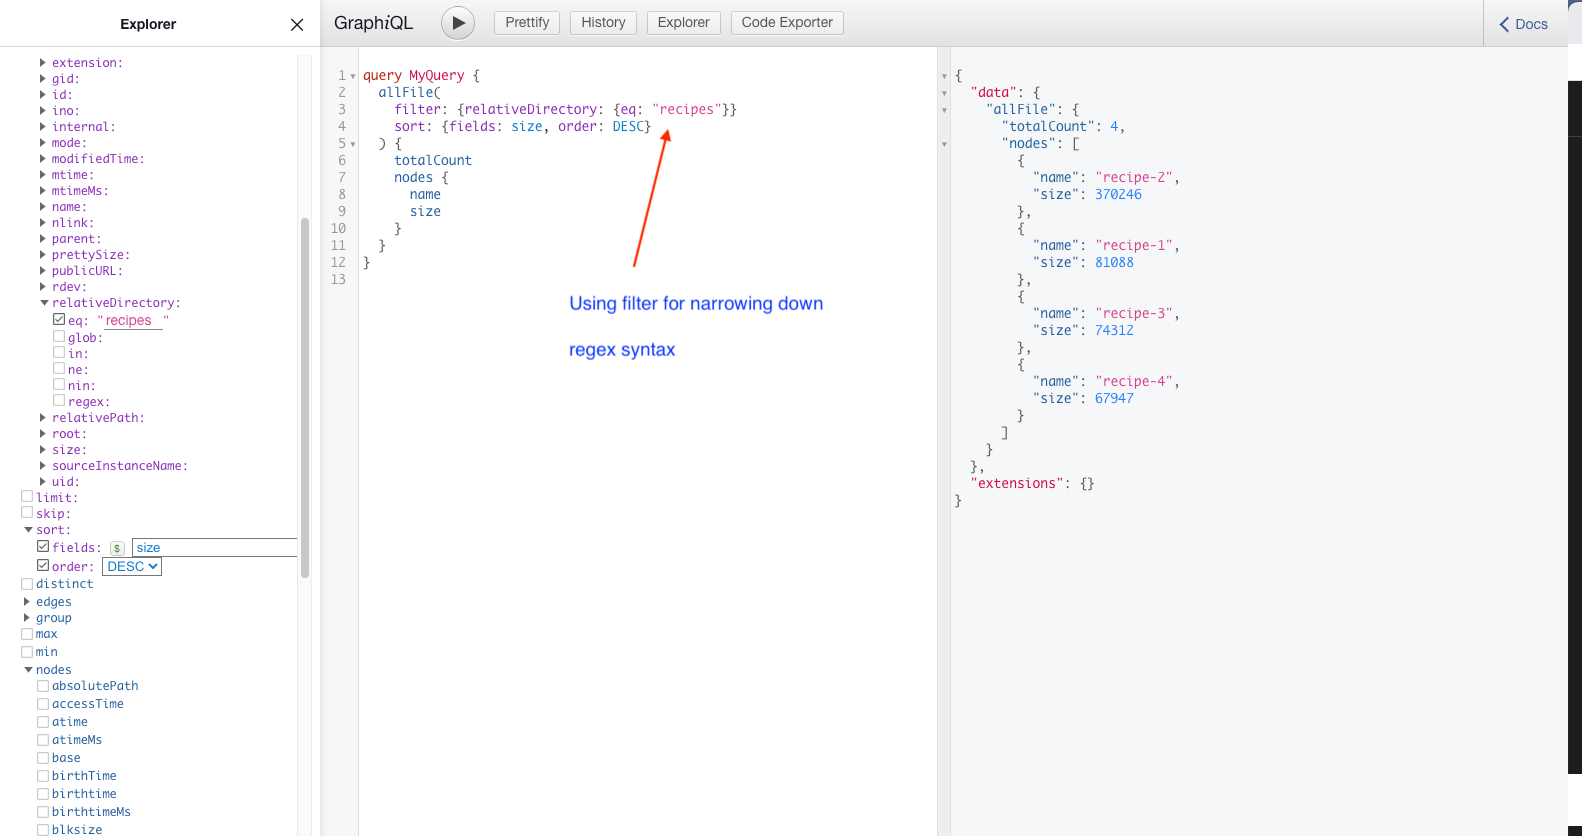 Explorer
extension:
gid:
id:
ino:
internal:
mode:
modifiedTime:
mtime:
mtimeMs:
name:
nlink:
parent:
prettySize:
publicURL:
rdev:
relativeDirectory:
eq: "recipes"
glob:
in:
ne:
nin:
regex:
relativePath:
root:
size:
sourceInstanceName:
uid:
limit:
skip:
sort:
fields: $ size
order: DESC
distinct
edges
group
max
min
nodes
absolutePath
accessTime
atime
atimeMs
base
birthTime
birthtime
birthtimeMs
blksize
GraphiQL Prettify History Explorer Code Exporter Docs
1 query MyQuery {
2 allFile(
3 filter: {relativeDirectory: {eq: "recipes"}}
4 sort: {fields: size, order: DESC}
5 ) {
6 totalCount
7 nodes {
8 name
9 size
10 }
11 }
12 }
13
Using filter for narrowing down
regex syntax
{
"data": {
"allFile": {
"totalCount": 4,
"nodes": [
{
"name": "recipe-2",
"size": 370246
},
{
"name": "recipe-1",
"size": 81088
},
{
"name": "recipe-3",
"size": 74312
},
{
"name": "recipe-4",
"size": 67947
}
]
}
},
"extensions": {}
}